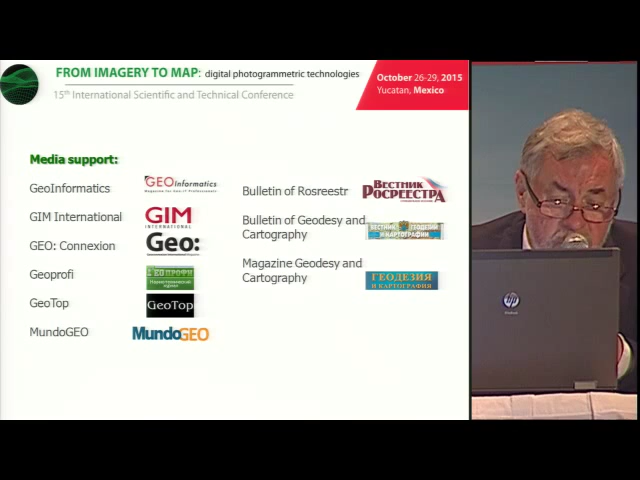 FROM IMAGERY TO MAP: digital photogrammetric technologies
15th International Scientific and Technical Conference
October 26-29, 2015
Yucatan, Mexico
Media support:
GeoInformatics
GEOInformatics
GIM International
GIM
INTERNATIONAL
GEO: Connexion
Geo:
Geoprofi
ГЕОПРОФИ
GeoTop
GeoTop
MundoGEO
MundoGEO
Bulletin of Rosreestr
ВЕСТНИК
РОСРЕЕСТРА
Bulletin of Geodesy and
Cartography
ВЕСТНИК ГЕОДЕЗИИ
И КАРТОГРАФИИ
Magazine Geodesy and
Cartography
ГЕОДЕЗИЯ
И КАРТОГРАФИЯ
hp